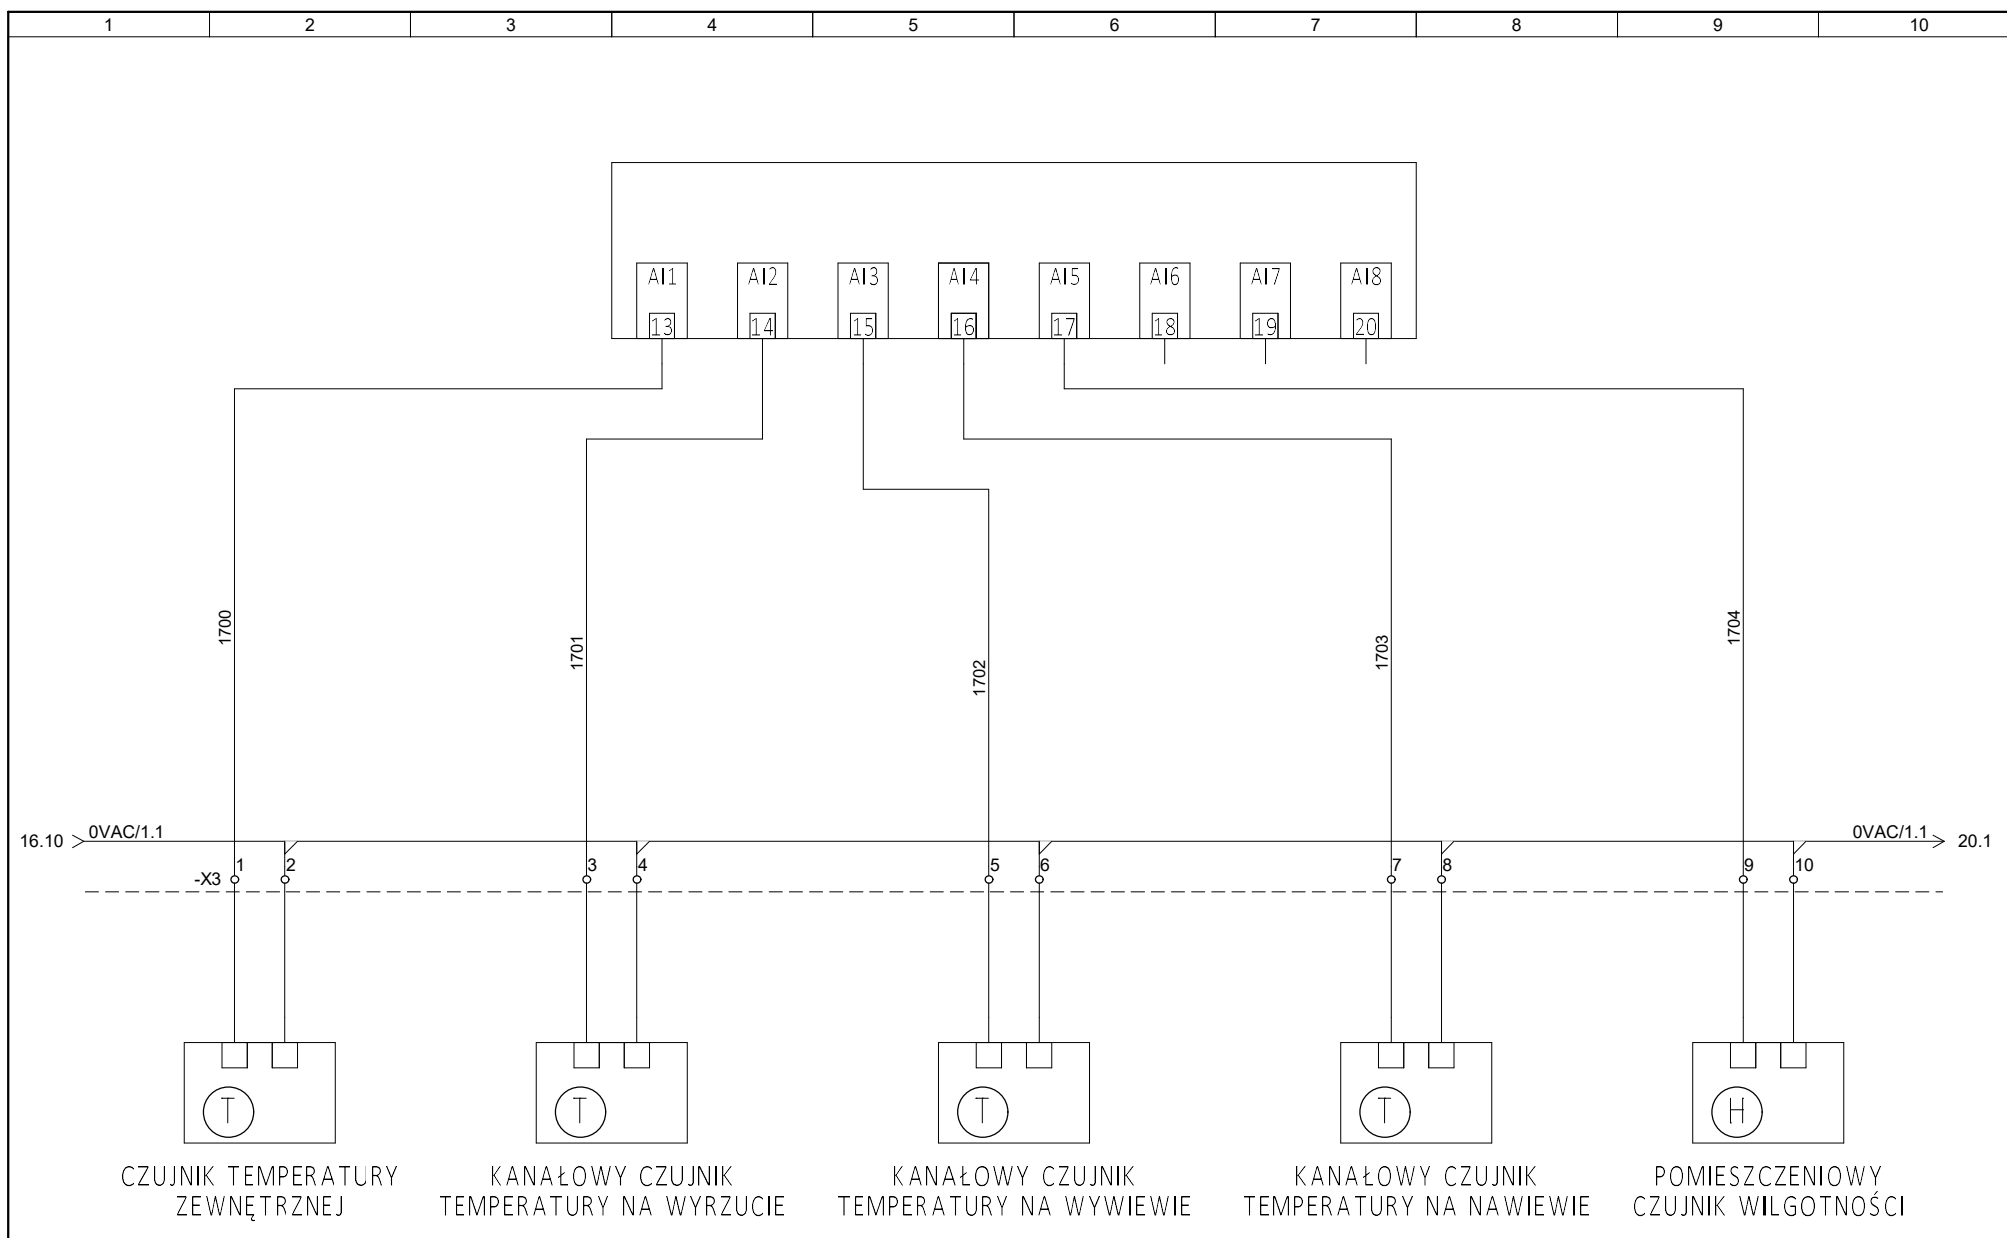 1 2 3 4 5 6 7 8 9 10
AI1 AI2 AI3 AI4 AI5 AI6 AI7 AI8
13 14 15 16 17 18 19 20
1700
1701
1702
1703
1704
16.10 0VAC/1.1 0VAC/1.1 20.1
-X3 1 2 3 4 5 6 7 8 9 10
T T T T H
CZUJNIK TEMPERATURY
ZEWNĘTRZNEJ
KANAŁOWY CZUJNIK
TEMPERATURY NA WYRZUCIE
KANAŁOWY CZUJNIK
TEMPERATURY NA WYWIEWIE
KANAŁOWY CZUJNIK
TEMPERATURY NA NAWIEWIE
POMIESZCZENIOWY
CZUJNIK WILGOTNOŚCI